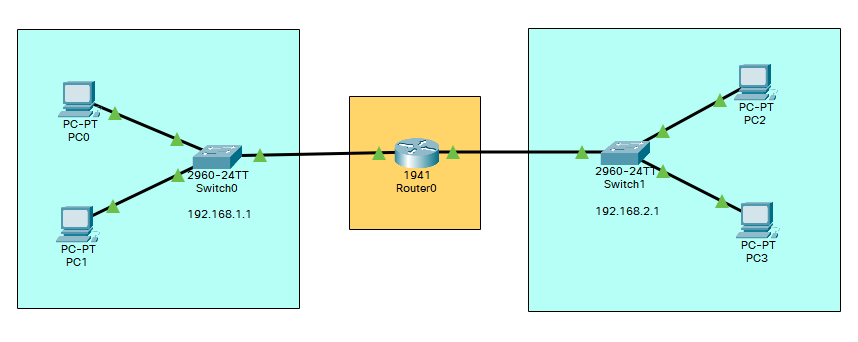 PC-PT
PC0
PC-PT
PC1
2960-24TT
Switch0
192.168.1.1
1941
Router0
2960-24TT
Switch1
192.168.2.1
PC-PT
PC2
PC-PT
PC3